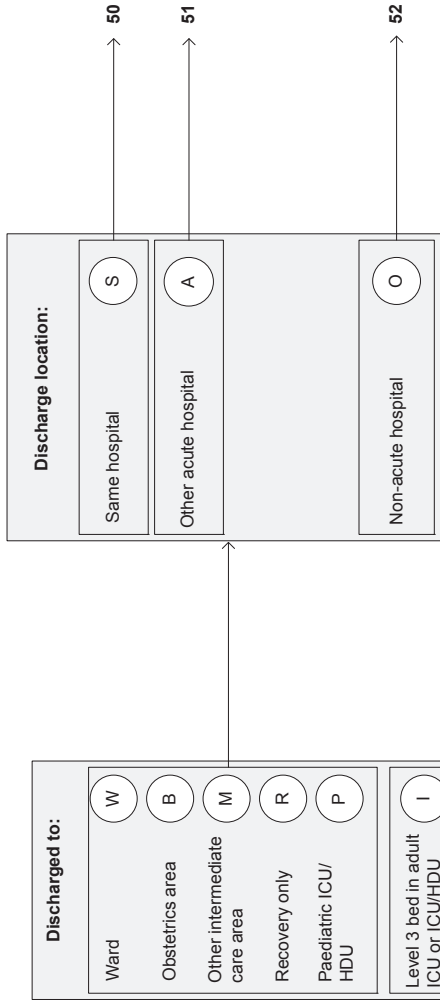 Discharged to:
Ward
W
Obstetrics area
B
Other intermediate
care area
M
Recovery only
R
Paediatric ICU/
HDU
P
Level 3 bed in adult
ICU or ICU/HDU
I
Discharge location:
Same hospital
S
50
Other acute hospital
A
51
Non-acute hospital
O
52